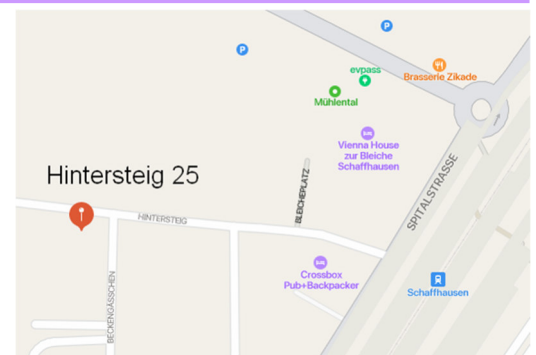 P
P
evpass
Mühlental
Brasserie Zikade
Vienna House
zur Bleiche
Schaffhausen
Hintersteig 25
BLEICHEPLATZ
SPITALSTRASSE
HINTERSTEIG
BECKENGÄSSCHEN
Crossbox
Pub+Backpacker
Schaffhausen